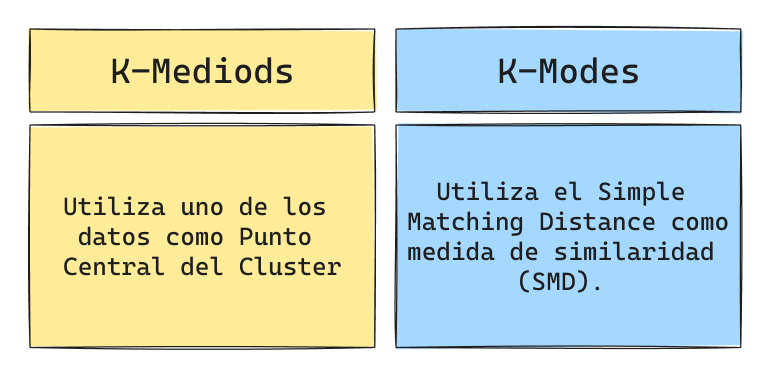 K-Mediods
K-Modes
Utiliza uno de los
datos como Punto
Central del Cluster
Utiliza el Simple
Matching Distance como
medida de similaridad
(SMD).